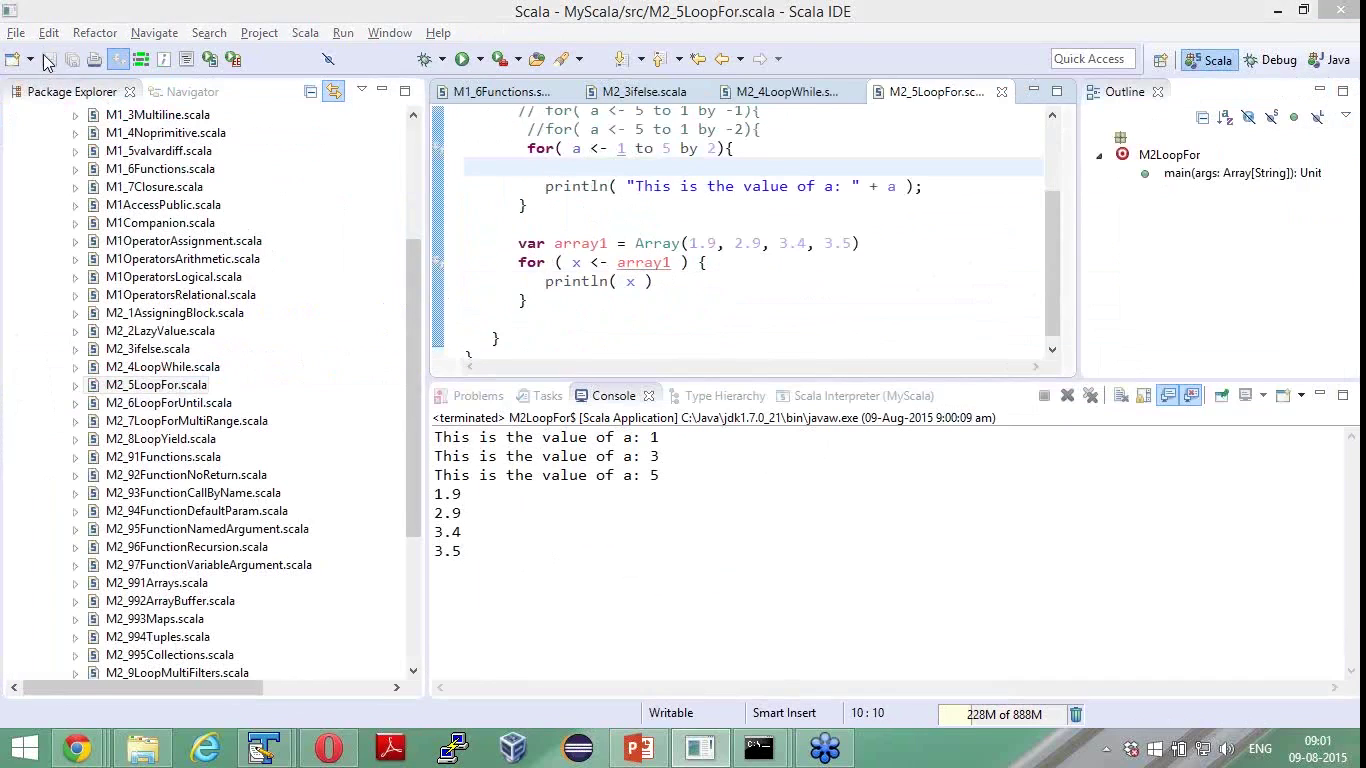 Scala - MyScala/src/M2_5LoopFor.scala - Scala IDE
File Edit Refactor Navigate Search Project Scala Run Window Help
Quick Access Scala Debug Java
Package Explorer Navigator
M1_6Functions.s... M2_3ifelse.scala M2_4LoopWhile.s... M2_5LoopFor.sc... Outline
M1_3Multiline.scala
M1_4Noprimitive.scala
M1_5valvardiff.scala
M1_6Functions.scala
M1_7Closure.scala
M1AccessPublic.scala
M1Companion.scala
M1OperatorAssignment.scala
M1OperatorsArithmetic.scala
M1OperatorsLogical.scala
M1OperatorsRelational.scala
M2_1AssigningBlock.scala
M2_2LazyValue.scala
M2_3ifelse.scala
M2_4LoopWhile.scala
M2_5LoopFor.scala
M2_6LoopForUntil.scala
M2_7LoopForMultiRange.scala
M2_8LoopYield.scala
M2_91Functions.scala
M2_92FunctionNoReturn.scala
M2_93FunctionCallByName.scala
M2_94FunctionDefaultParam.scala
M2_95FunctionNamedArgument.scala
M2_96FunctionRecursion.scala
M2_97FunctionVariableArgument.scala
M2_991Arrays.scala
M2_992ArrayBuffer.scala
M2_993Maps.scala
M2_994Tuples.scala
M2_995Collections.scala
M2_9LoopMultiFilters.scala
// for( a <- 5 to 1 by -1){
//for( a <- 5 to 1 by -2){
for( a <- 1 to 5 by 2){
println( "This is the value of a: " + a );
}
var array1 = Array(1.9, 2.9, 3.4, 3.5)
for ( x <- array1 ) {
println( x )
}
}
}
M2LoopFor
main(args: Array[String]): Unit
Problems Tasks Console Type Hierarchy Scala Interpreter (MyScala)
<terminated> M2LoopFor$ [Scala Application] C:\Java\jdk1.7.0_21\bin\javaw.exe (09-Aug-2015 9:00:09 am)
This is the value of a: 1
This is the value of a: 3
This is the value of a: 5
1.9
2.9
3.4
3.5
Writable Smart Insert 10 : 10 228M of 888M
ENG 09:01
09-08-2015